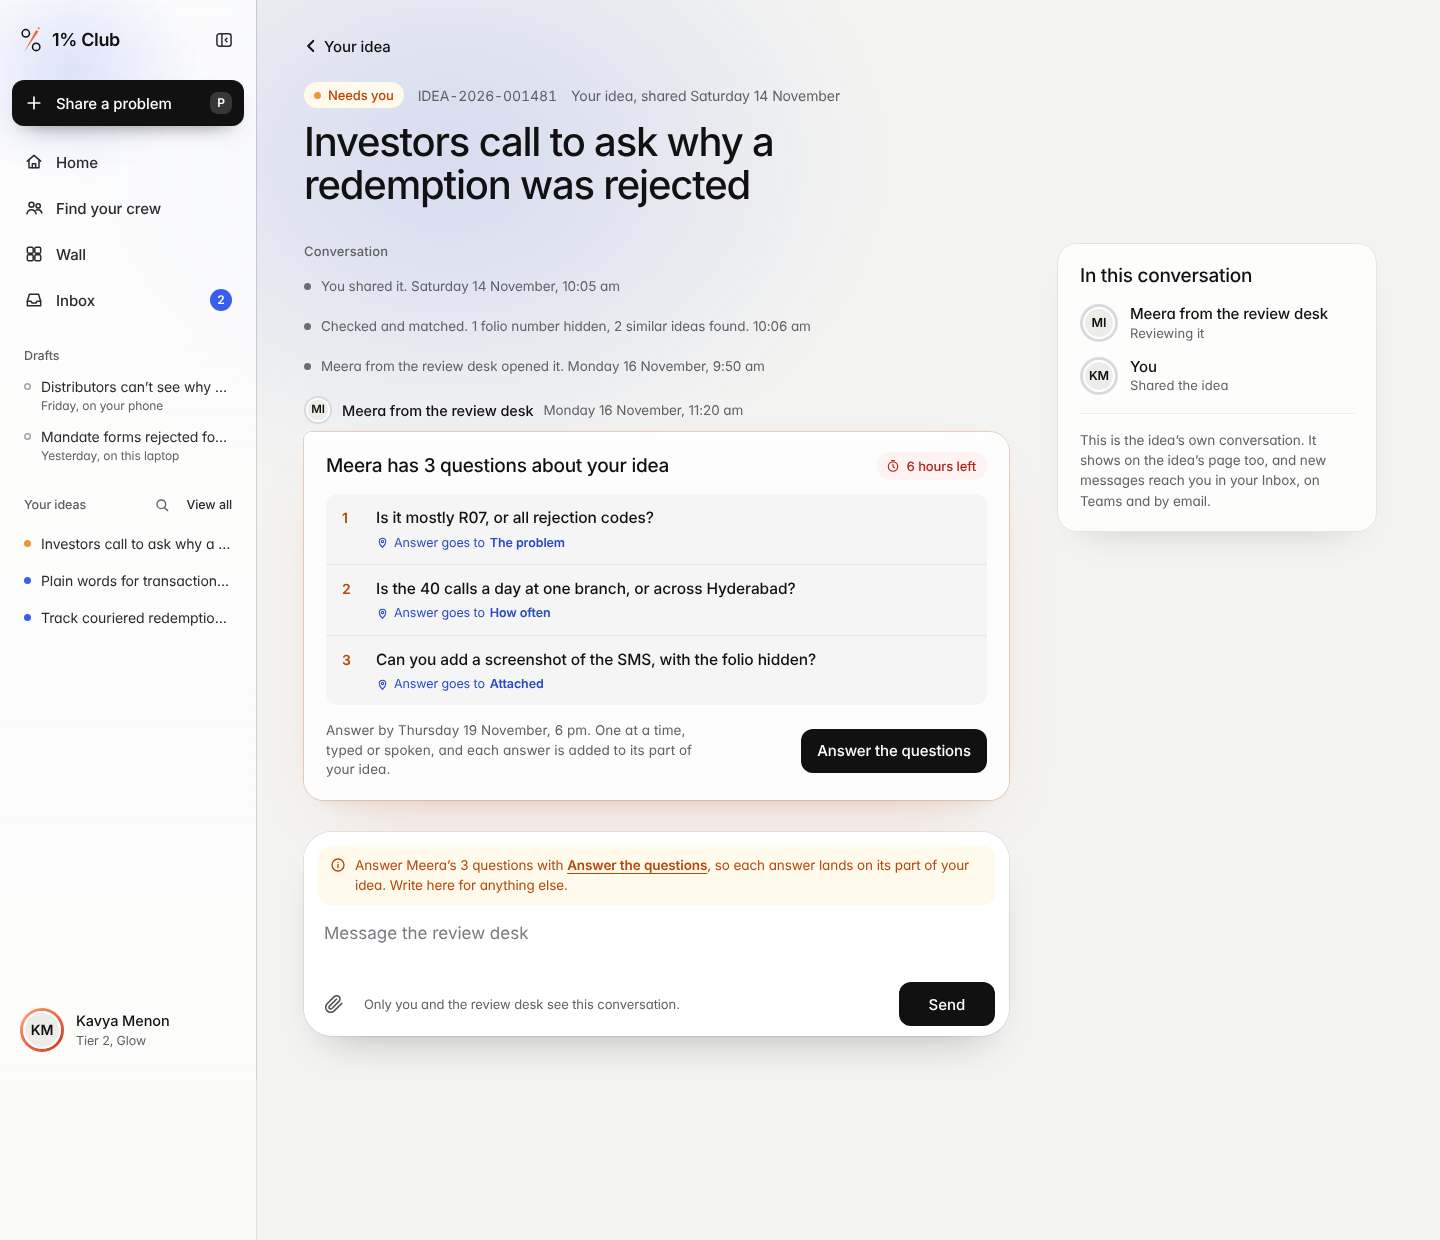 1% Club
Share a problem P
Home
Find your crew
Wall
Inbox 2
Drafts
Distributors can’t see why ...
Friday, on your phone
Mandate forms rejected fo...
Yesterday, on this laptop
Your ideas View all
Investors call to ask why a ...
Plain words for transaction...
Track couriered redemptio...
KM
Kavya Menon
Tier 2, Glow
Your idea
Needs you IDEA-2026-001481 Your idea, shared Saturday 14 November
Investors call to ask why a
redemption was rejected
Conversation
You shared it. Saturday 14 November, 10:05 am
Checked and matched. 1 folio number hidden, 2 similar ideas found. 10:06 am
Meera from the review desk opened it. Monday 16 November, 9:50 am
MI Meera from the review desk Monday 16 November, 11:20 am
Meera has 3 questions about your idea 6 hours left
1 Is it mostly R07, or all rejection codes?
Answer goes to The problem
2 Is the 40 calls a day at one branch, or across Hyderabad?
Answer goes to How often
3 Can you add a screenshot of the SMS, with the folio hidden?
Answer goes to Attached
Answer by Thursday 19 November, 6 pm. One at a time,
typed or spoken, and each answer is added to its part of
your idea.
Answer the questions
Answer Meera’s 3 questions with Answer the questions, so each answer lands on its part of your
idea. Write here for anything else.
Message the review desk
Only you and the review desk see this conversation. Send
In this conversation
MI Meera from the review desk
Reviewing it
KM You
Shared the idea
This is the idea’s own conversation. It
shows on the idea’s page too, and new
messages reach you in your Inbox, on
Teams and by email.